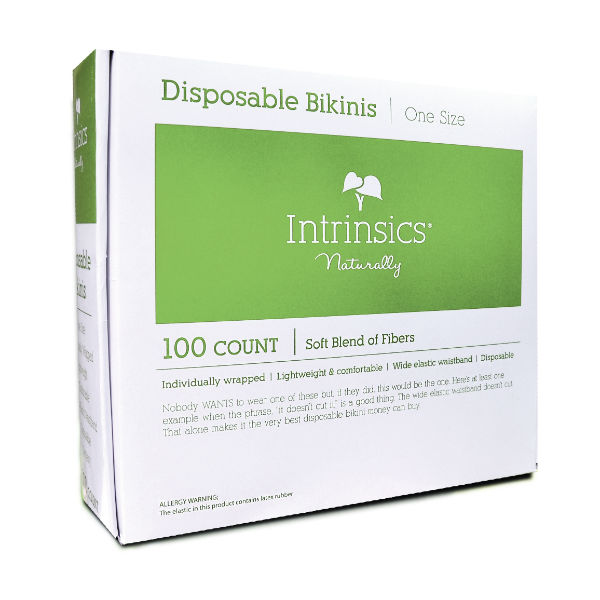 Disposable Bikinis | One Size
Intrinsics®
Naturally
100 COUNT | Soft Blend of Fibers
Individually wrapped | Lightweight & comfortable | Wide elastic waistband | Disposable
Nobody WANTS to wear one of these but, if they did, this would be the one. Here's at least one
example when the phrase, "it doesn't cut it," is a good thing. The wide elastic waistband doesn't cut.
That alone makes it the very best disposable bikini money can buy.
ALLERGY WARNING:
The elastic in this product contains latex rubber
Intrinsics
Naturally